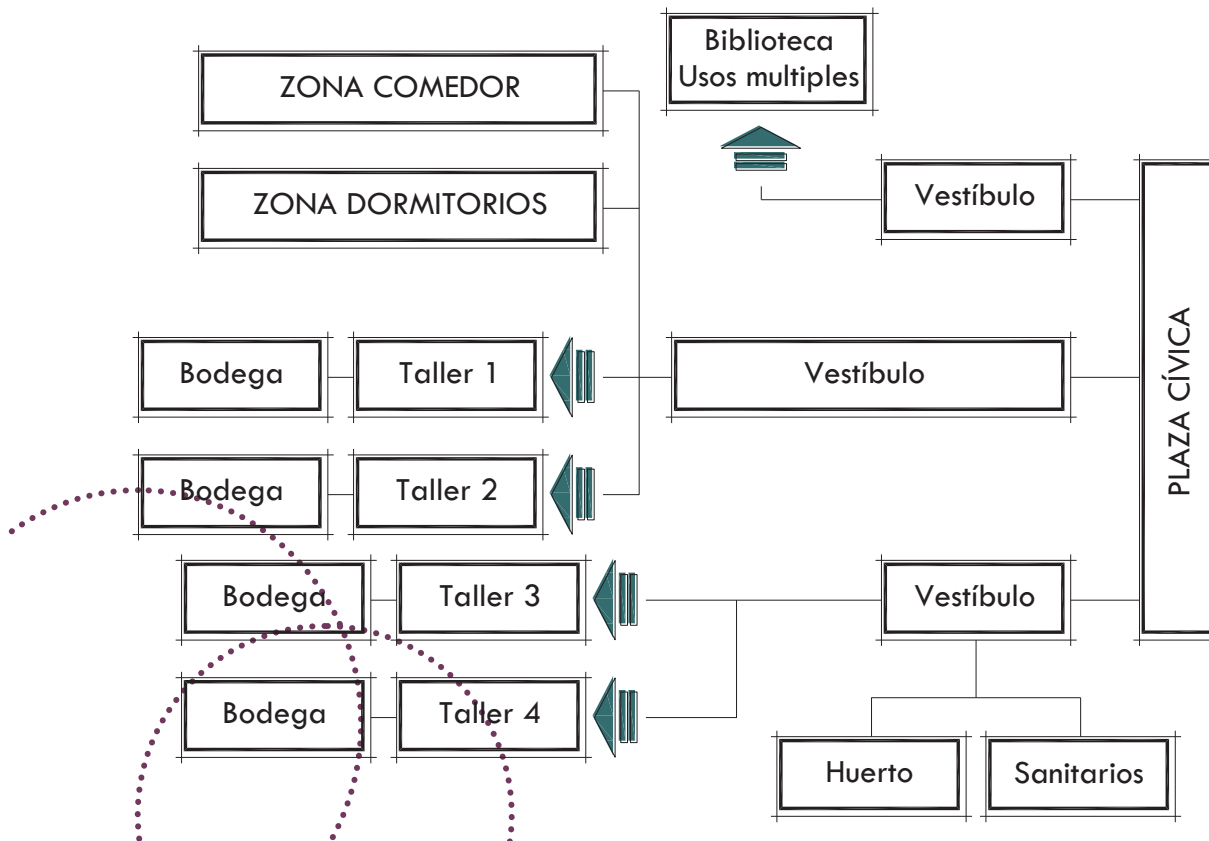 Biblioteca
Usos multiples
ZONA COMEDOR
ZONA DORMITORIOS
Vestíbulo
Bodega
Taller 1
Vestíbulo
PLAZA CÍVICA
Bodega
Taller 2
Bodega
Taller 3
Vestíbulo
Bodega
Taller 4
Huerto
Sanitarios